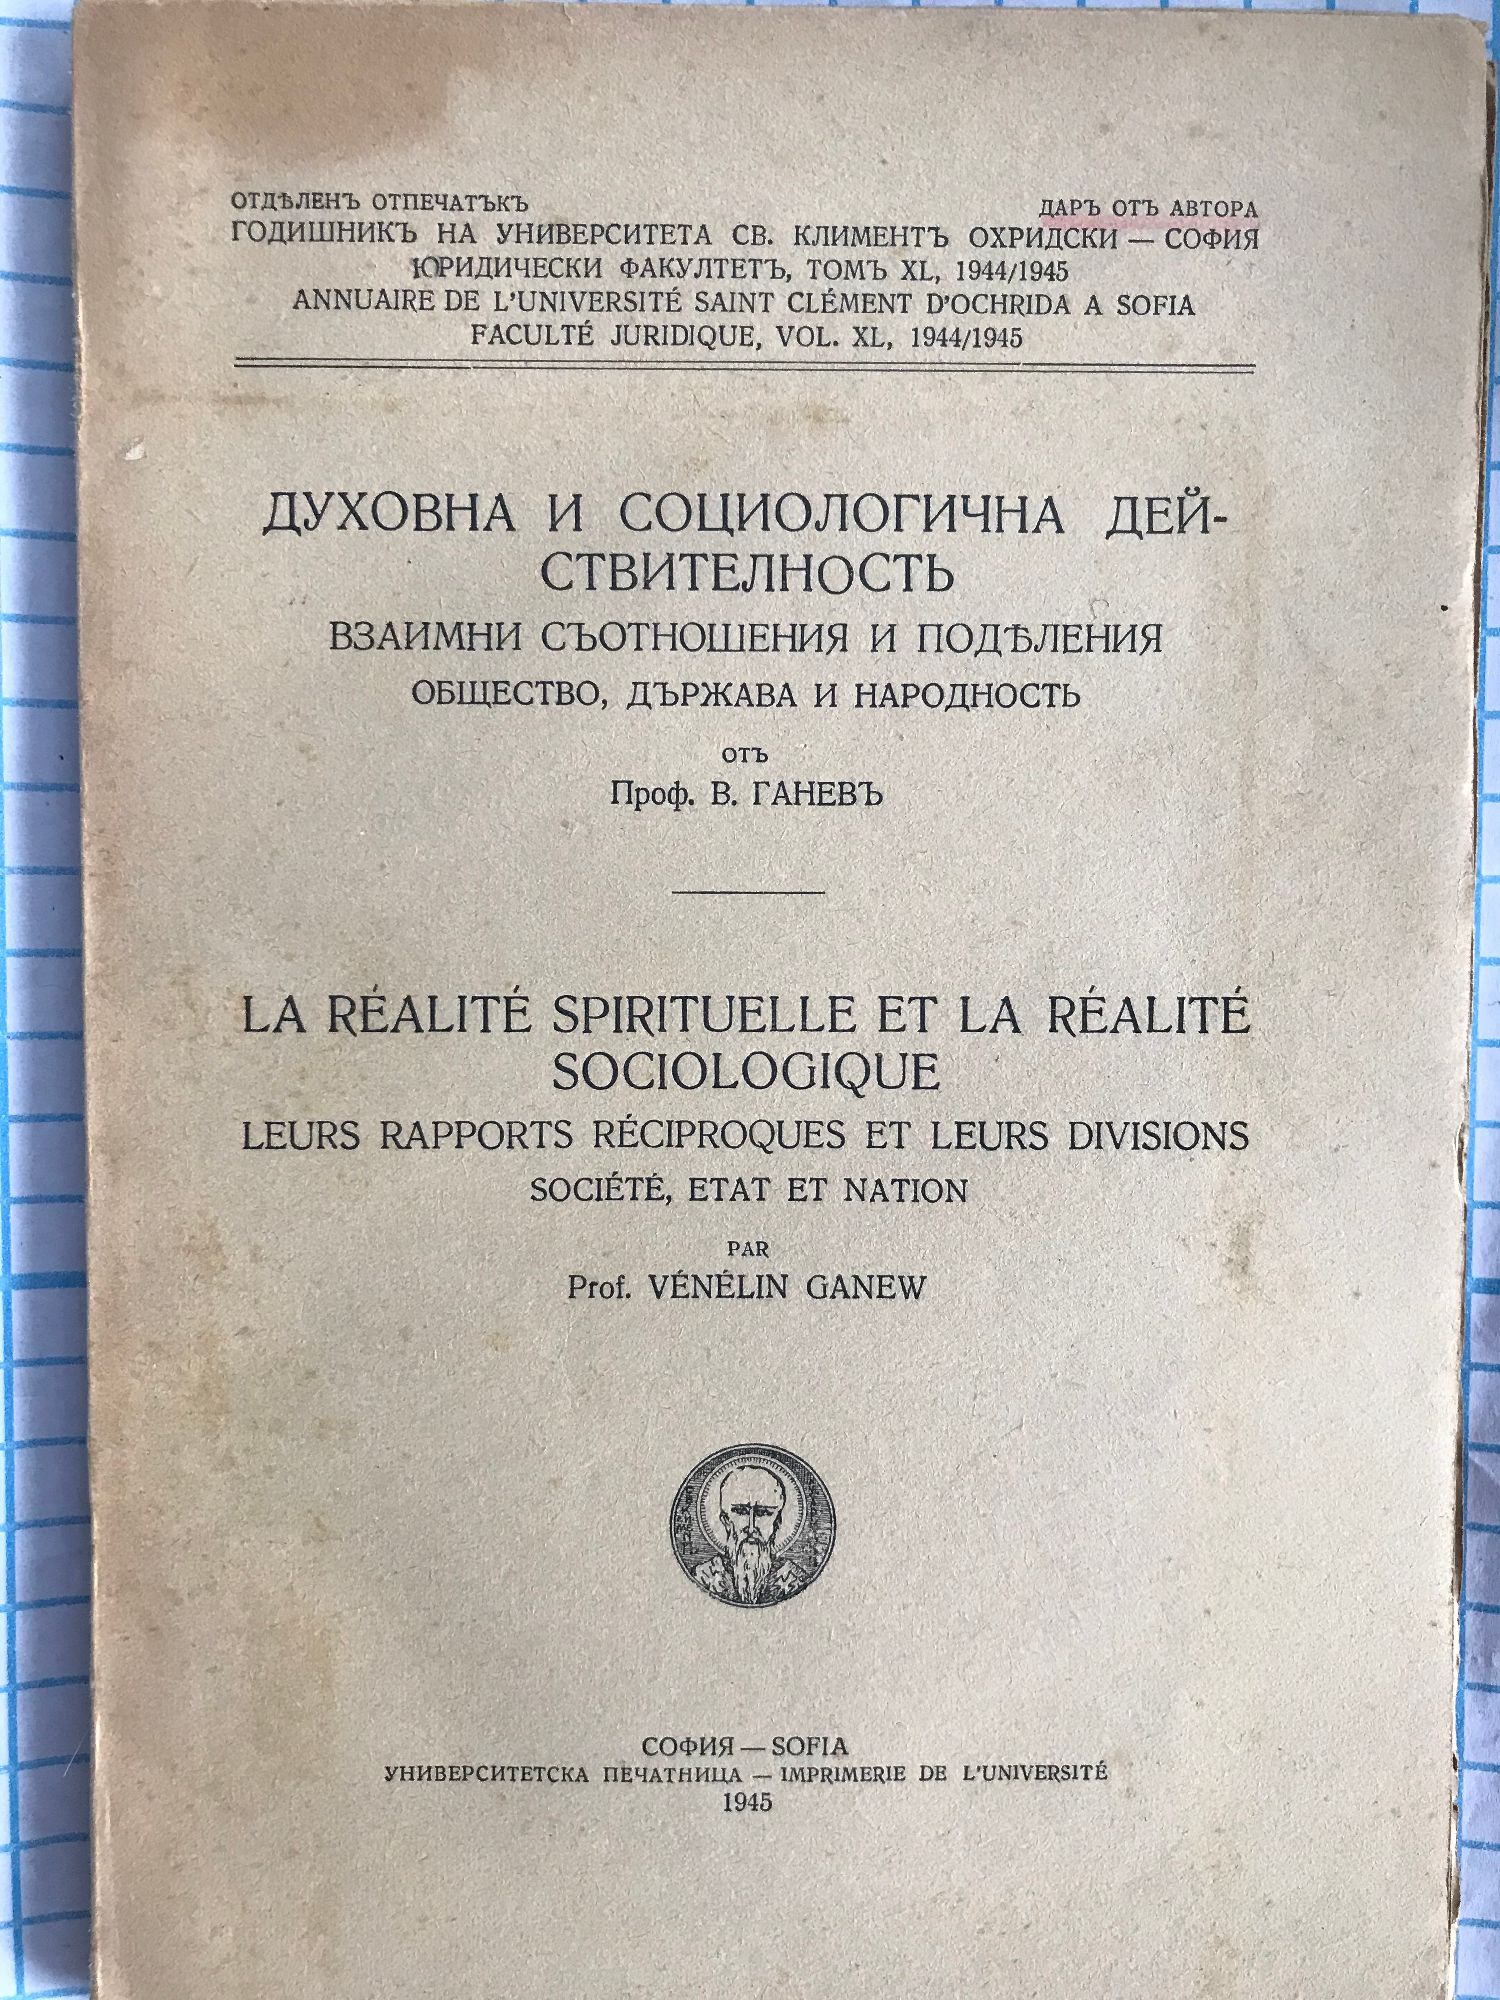 ОТДѢЛЕНЪ ОТПЕЧАТЪКЪ ДАРЪ ОТЪ АВТОРА
ГОДИШНИКЪ НА УНИВЕРСИТЕТА СВ. КЛИМЕНТЪ ОХРИДСКИ — СОФИЯ
ЮРИДИЧЕСКИ ФАКУЛТЕТЪ, ТОМЪ XL, 1944/1945
ANNUAIRE DE L'UNIVERSITÉ SAINT CLÉMENT D'OCHRIDA A SOFIA
FACULTÉ JURIDIQUE, VOL. XL, 1944/1945
ДУХОВНА И СОЦИОЛОГИЧНА ДЕЙ-
СТВИТЕЛНОСТЬ
ВЗАИМНИ СЪОТНОШЕНИЯ И ПОДѢЛЕНИЯ
ОБЩЕСТВО, ДЪРЖАВА И НАРОДНОСТЬ
ОТЪ
Проф. В. ГАНЕВЪ
LA RÉALITÉ SPIRITUELLE ET LA RÉALITÉ
SOCIOLOGIQUE
LEURS RAPPORTS RÉCIPROQUES ET LEURS DIVISIONS
SOCIÉTÉ, ETAT ET NATION
PAR
Prof. VÉNÉLIN GANEW
СОФИЯ — SOFIA
УНИВЕРСИТЕТСКА ПЕЧАТНИЦА — IMPRIMERIE DE L'UNIVERSITÉ
1945